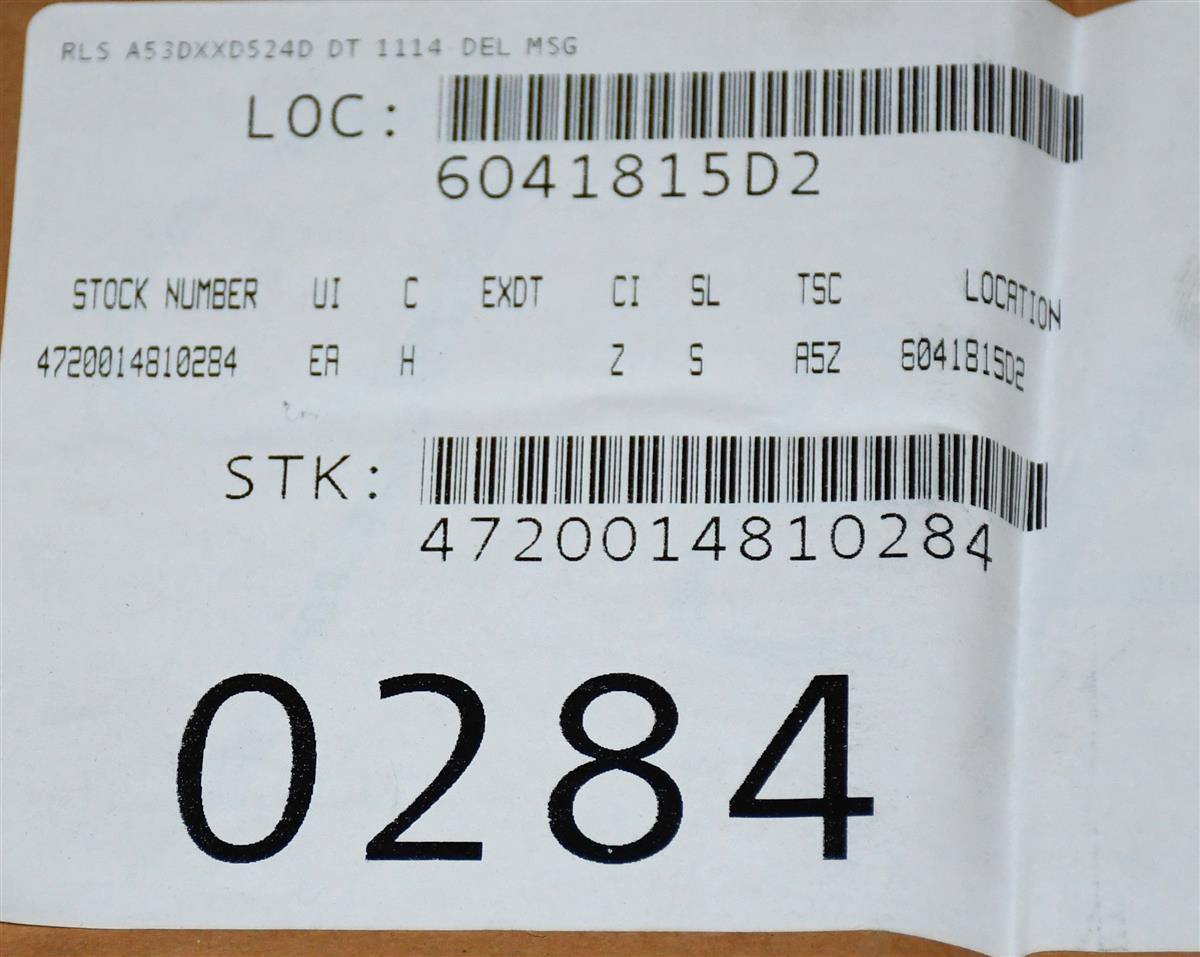 RLS A53DXXD524D DT 1114 DEL MSG
LOC:
6041815D2
STOCK NUMBER UI C EXDT CI SL TSC LOCATION
4720014810284 EA H Z S A5Z 6041815D2
STK:
4720014810284
0284